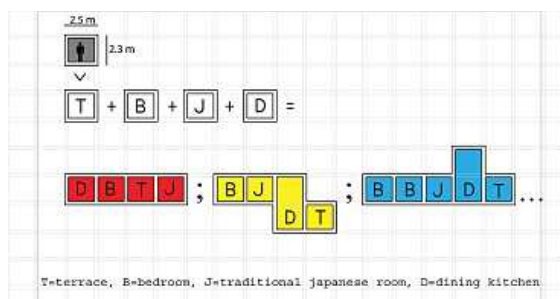 2.5 m
2.3 m
T + B + J + D =
D B T J ; B J D T ; B B J D T ...
T=terrace, B=bedroom, J=traditional japanese room, D=dining kitchen